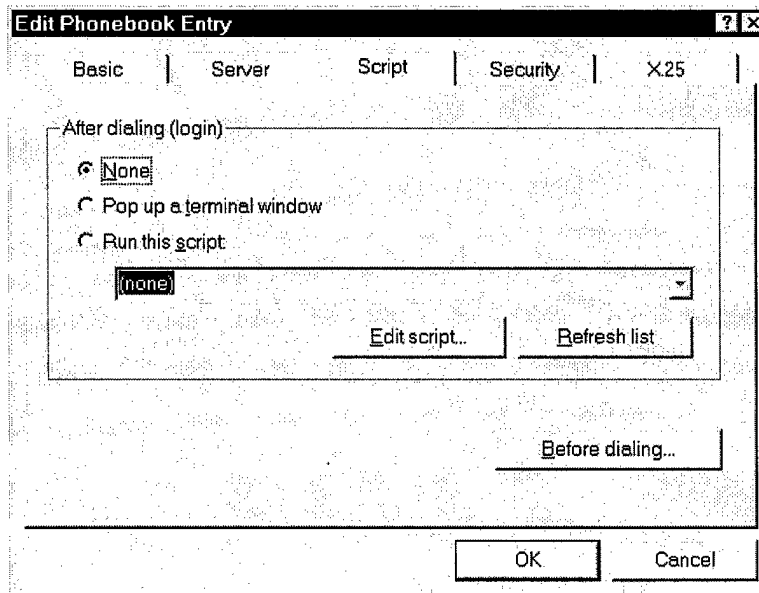 Edit Phonebook Entry ? X
Basic Server Script Security X.25
After dialing (login)
None
Pop up a terminal window
Run this script:
(none)
Edit script... Refresh list
Before dialing...
OK Cancel